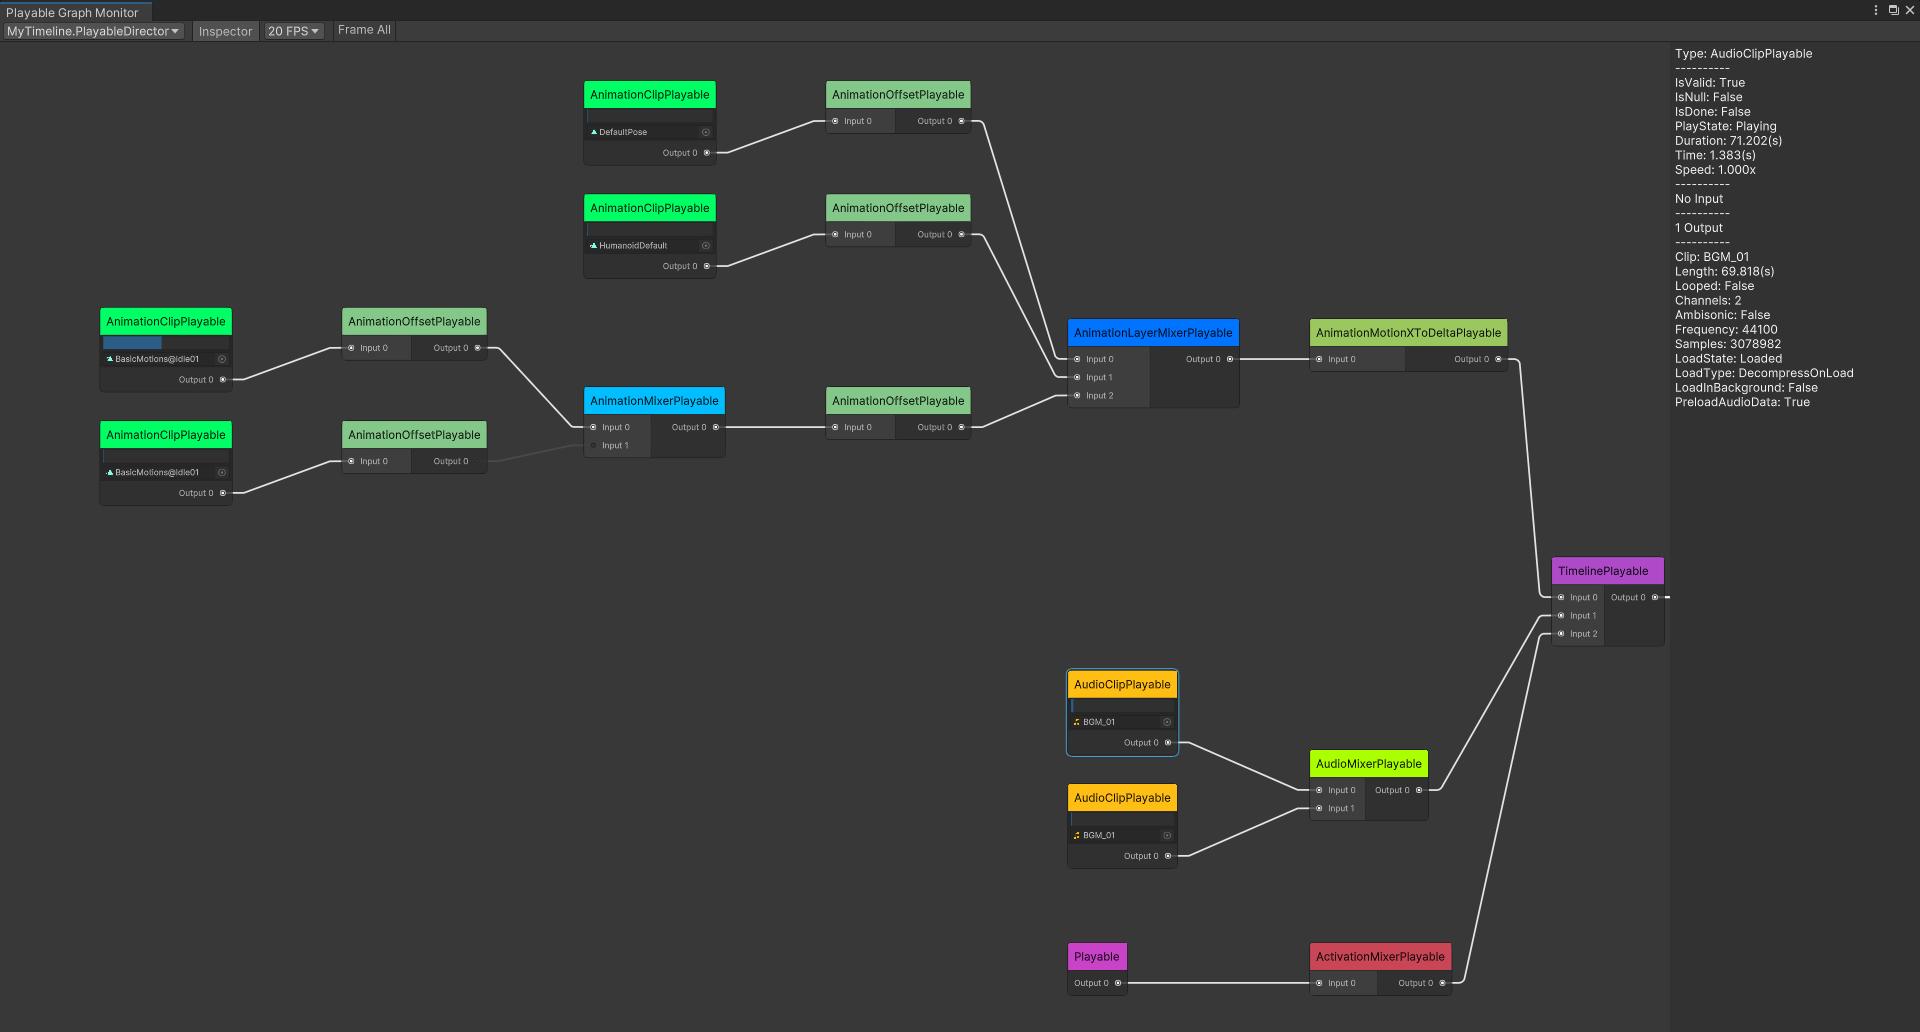 Playable Graph Monitor
MyTimeline.PlayableDirector
Inspector
20 FPS
Frame All
AnimationClipPlayable
DefaultPose
Output 0
AnimationOffsetPlayable
Input 0
Output 0
AnimationClipPlayable
HumanoidDefault
Output 0
AnimationOffsetPlayable
Input 0
Output 0
AnimationClipPlayable
BasicMotions@Idle01
Output 0
AnimationOffsetPlayable
Input 0
Output 0
AnimationClipPlayable
BasicMotions@Idle01
Output 0
AnimationOffsetPlayable
Input 0
Output 0
AnimationMixerPlayable
Input 0
Output 0
Input 1
AnimationOffsetPlayable
Input 0
Output 0
AnimationLayerMixerPlayable
Input 0
Output 0
Input 1
Input 2
AnimationMotionXToDeltaPlayable
Input 0
Output 0
TimelinePlayable
Input 0
Output 0
Input 1
Input 2
AudioClipPlayable
BGM_01
Output 0
AudioClipPlayable
BGM_01
Output 0
AudioMixerPlayable
Input 0
Output 0
Input 1
Playable
Output 0
ActivationMixerPlayable
Input 0
Output 0
Type: AudioClipPlayable
----------
IsValid: True
IsNull: False
IsDone: False
PlayState: Playing
Duration: 71.202(s)
Time: 1.383(s)
Speed: 1.000x
----------
No Input
----------
1 Output
----------
Clip: BGM_01
Length: 69.818(s)
Looped: False
Channels: 2
Ambisonic: False
Frequency: 44100
Samples: 3078982
LoadState: Loaded
LoadType: DecompressOnLoad
LoadInBackground: False
PreloadAudioData: True